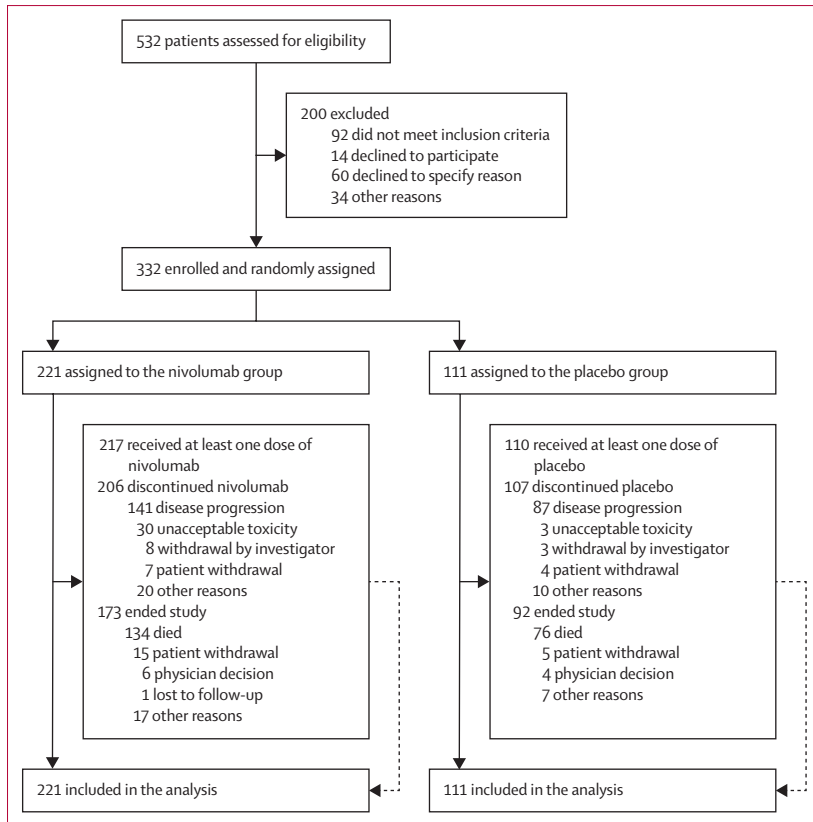 532 patients assessed for eligibility
200 excluded
92 did not meet inclusion criteria
14 declined to participate
60 declined to specify reason
34 other reasons
332 enrolled and randomly assigned
221 assigned to the nivolumab group
111 assigned to the placebo group
217 received at least one dose of
nivolumab
206 discontinued nivolumab
141 disease progression
30 unacceptable toxicity
8 withdrawal by investigator
7 patient withdrawal
20 other reasons
173 ended study
134 died
15 patient withdrawal
6 physician decision
1 lost to follow-up
17 other reasons
110 received at least one dose of
placebo
107 discontinued placebo
87 disease progression
3 unacceptable toxicity
3 withdrawal by investigator
4 patient withdrawal
10 other reasons
92 ended study
76 died
5 patient withdrawal
4 physician decision
7 other reasons
221 included in the analysis
111 included in the analysis